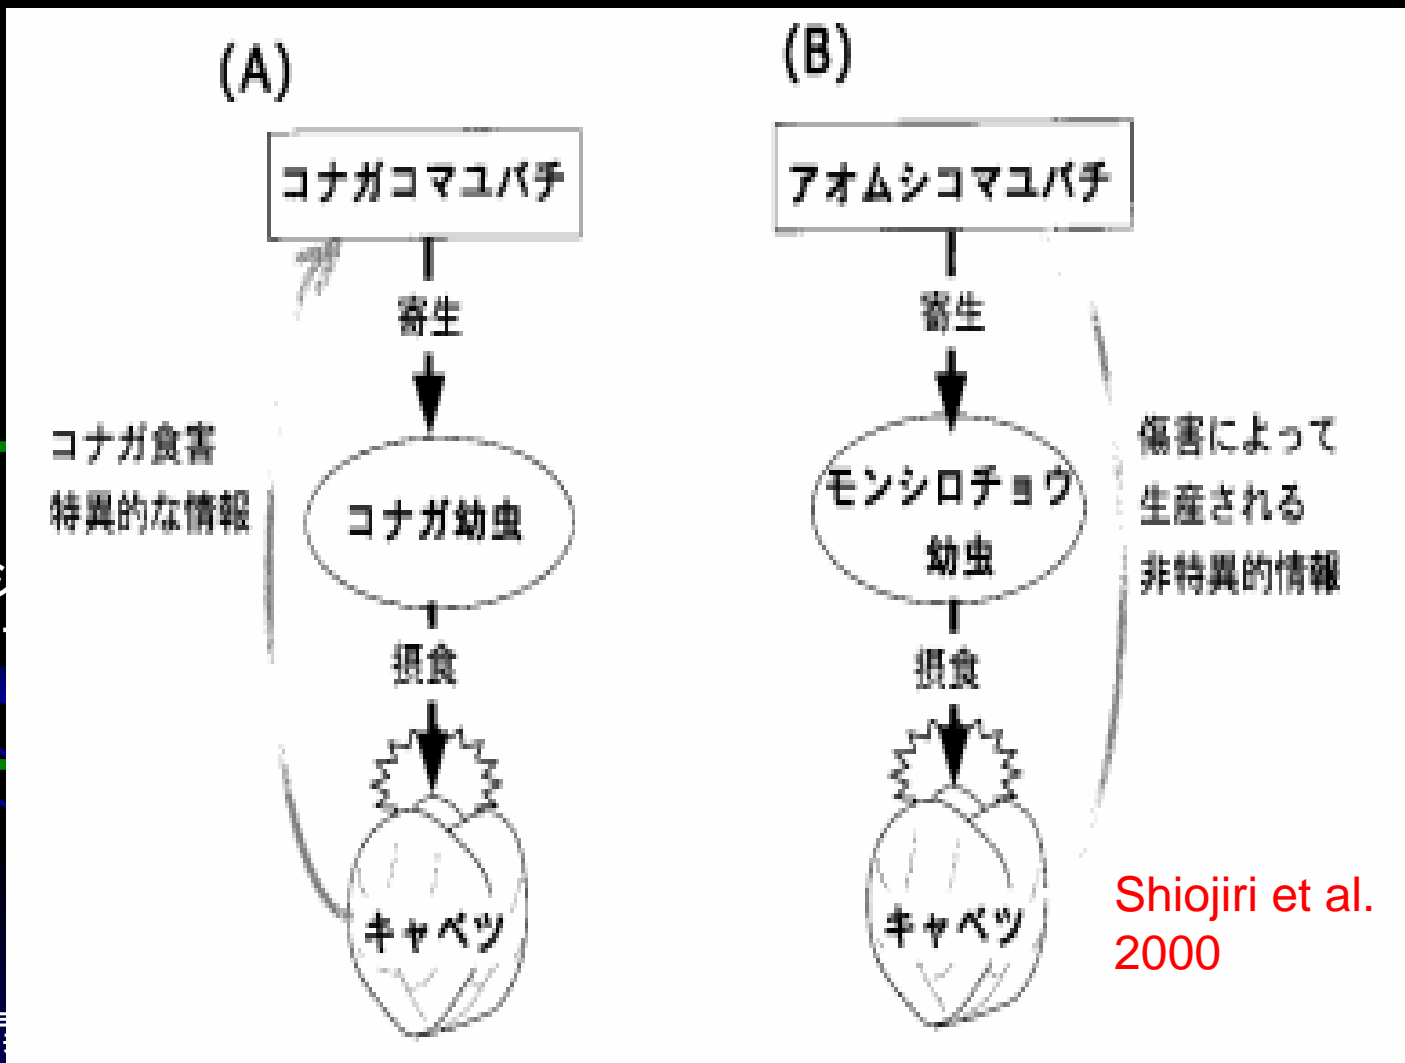 (A)
コナガコマユバチ
寄生
コナガ食害
特異的な情報
コナガ幼虫
摂食
キャベツ
(B)
アオムシコマユバチ
寄生
モンシロチョウ
幼虫
傷害によって
生産される
非特異的情報
摂食
キャベツ
Shiojiri et al.
2000